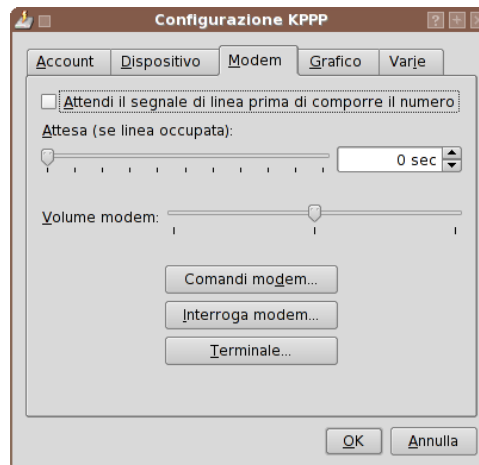 Configurazione KPPP
Account Dispositivo Modem Grafico Varie
Attendi il segnale di linea prima di comporre il numero
Attesa (se linea occupata):
0 sec
Volume modem:
Comandi modem...
Interroga modem...
Terminale...
OK Annulla